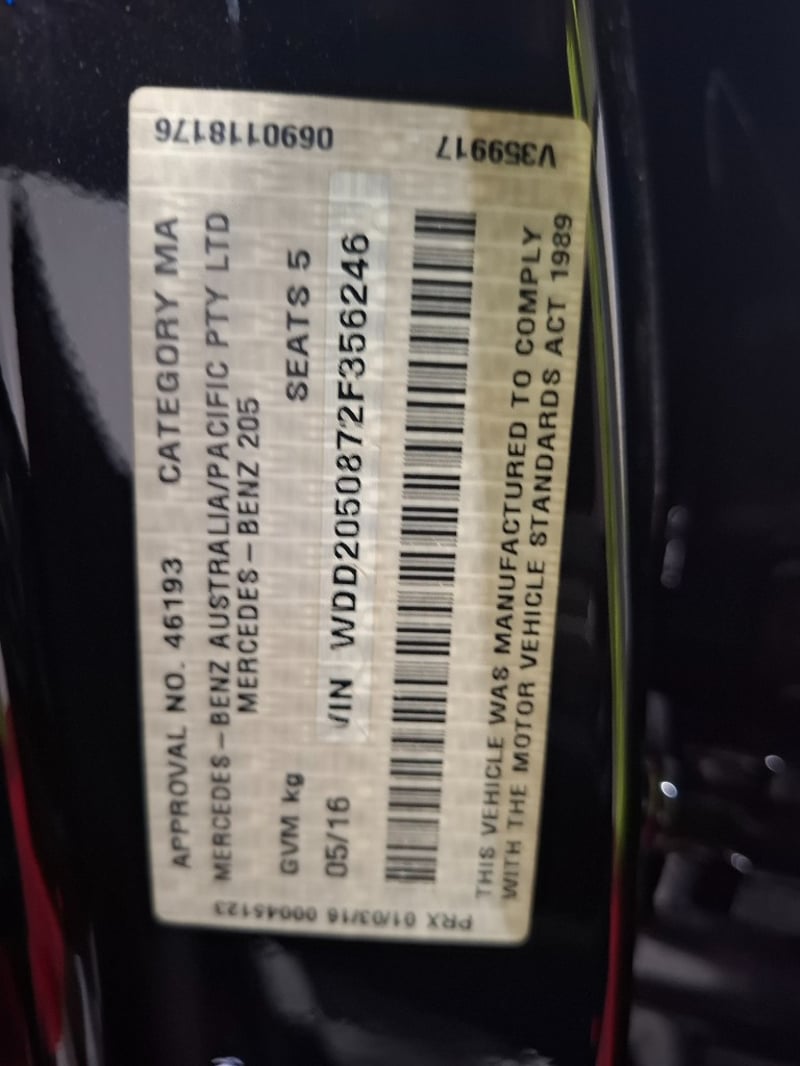 0690118176
V359917
APPROVAL NO. 46193 CATEGORY MA
MERCEDES-BENZ AUSTRALIA/PACIFIC PTY LTD
MERCEDES-BENZ 205
GVM kg SEATS 5
05/16 VIN WDD2050872F356246
THIS VEHICLE WAS MANUFACTURED TO COMPLY
WITH THE MOTOR VEHICLE STANDARDS ACT 1989
PRX 01/03/16 00045123